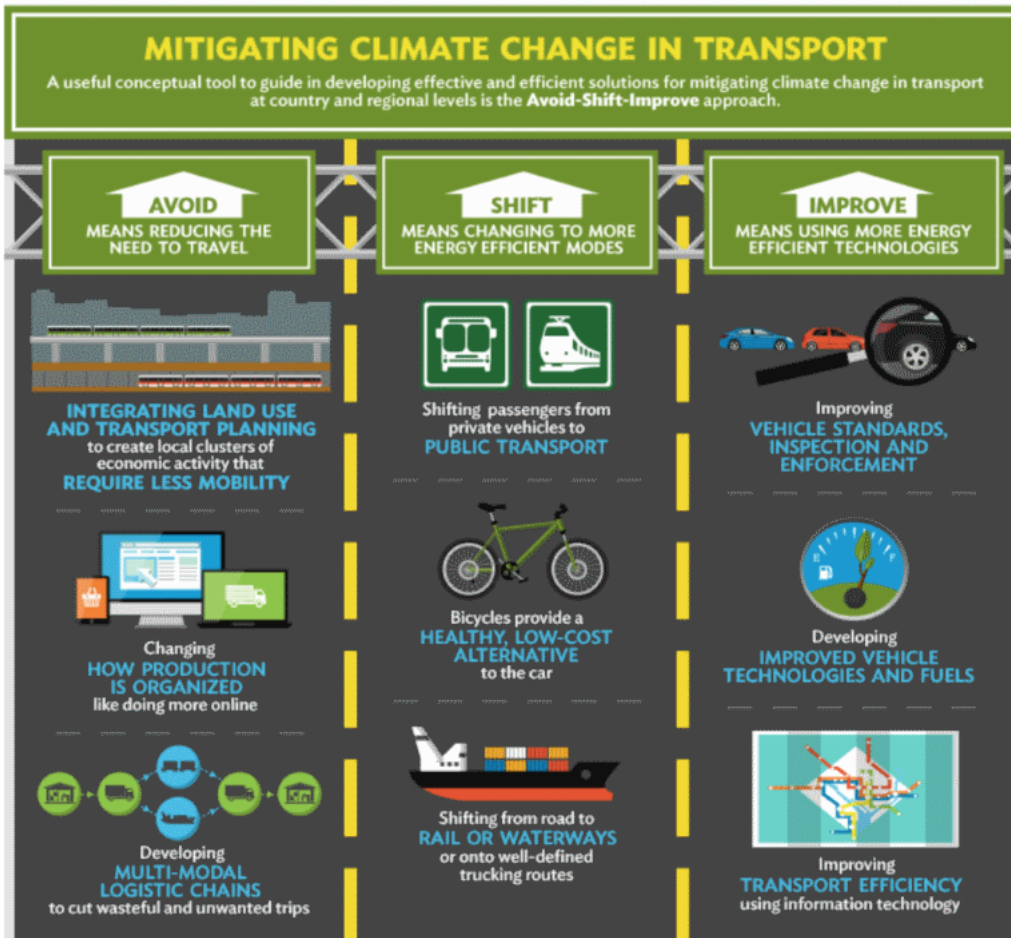 MITIGATING CLIMATE CHANGE IN TRANSPORT
A useful conceptual tool to guide in developing effective and efficient solutions for mitigating climate change in transport
at country and regional levels is the Avoid-Shift-Improve approach.
AVOID
MEANS REDUCING THE
NEED TO TRAVEL
INTEGRATING LAND USE
AND TRANSPORT PLANNING
to create local clusters of
economic activity that
REQUIRE LESS MOBILITY
Changing
HOW PRODUCTION
IS ORGANIZED
like doing more online
Developing
MULTI-MODAL
LOGISTIC CHAINS
to cut wasteful and unwanted trips
SHIFT
MEANS CHANGING TO MORE
ENERGY EFFICIENT MODES
Shifting passengers from
private vehicles to
PUBLIC TRANSPORT
Bicycles provide a
HEALTHY, LOW-COST
ALTERNATIVE
to the car
Shifting from road to
RAIL OR WATERWAYS
or onto well-defined
trucking routes
IMPROVE
MEANS USING MORE ENERGY
EFFICIENT TECHNOLOGIES
Improving
VEHICLE STANDARDS,
INSPECTION AND
ENFORCEMENT
Developing
IMPROVED VEHICLE
TECHNOLOGIES AND FUELS
Improving
TRANSPORT EFFICIENCY
using information technology